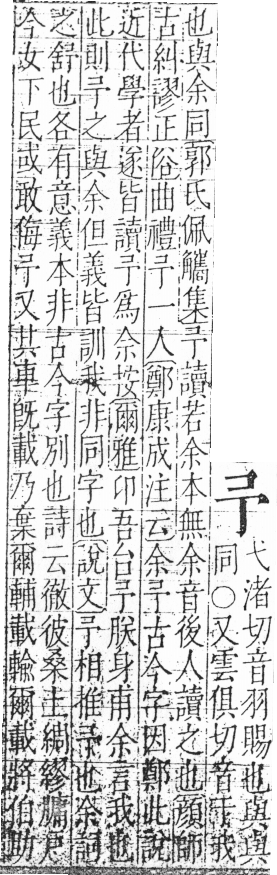 予
弋渚切音羽賜也與與
同〇又雲俱切音于我
也與余同郭氏佩觿集予讀若余本無余音後人讀之也顏師
古糾謬正俗曲禮予一人鄭康成注云余予古今字因鄭此說
近代學者遂皆讀予爲余按爾雅卬吾台予朕身甫余言我也
此則予之與余但義皆訓我非同字也說文予相推予也余詞
之舒也各有意義本非古今字別也詩云徹彼桑土綢繆牖戶
今女下民或敢侮予又其車旣載乃棄爾輔載輸爾載將伯助